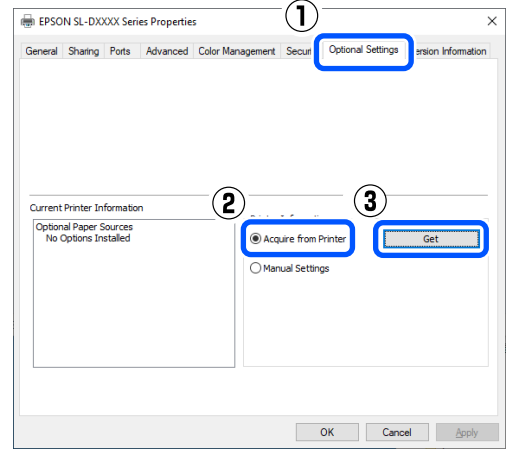 1
EPSON SL-DXXXX Series Properties
General Sharing Ports Advanced Color Management Optional Settings Information
2
3
Current Printer Information
Optional Paper Sources
No Options Installed
Acquire from Printer
Get
Manual Settings
OK Cancel Apply